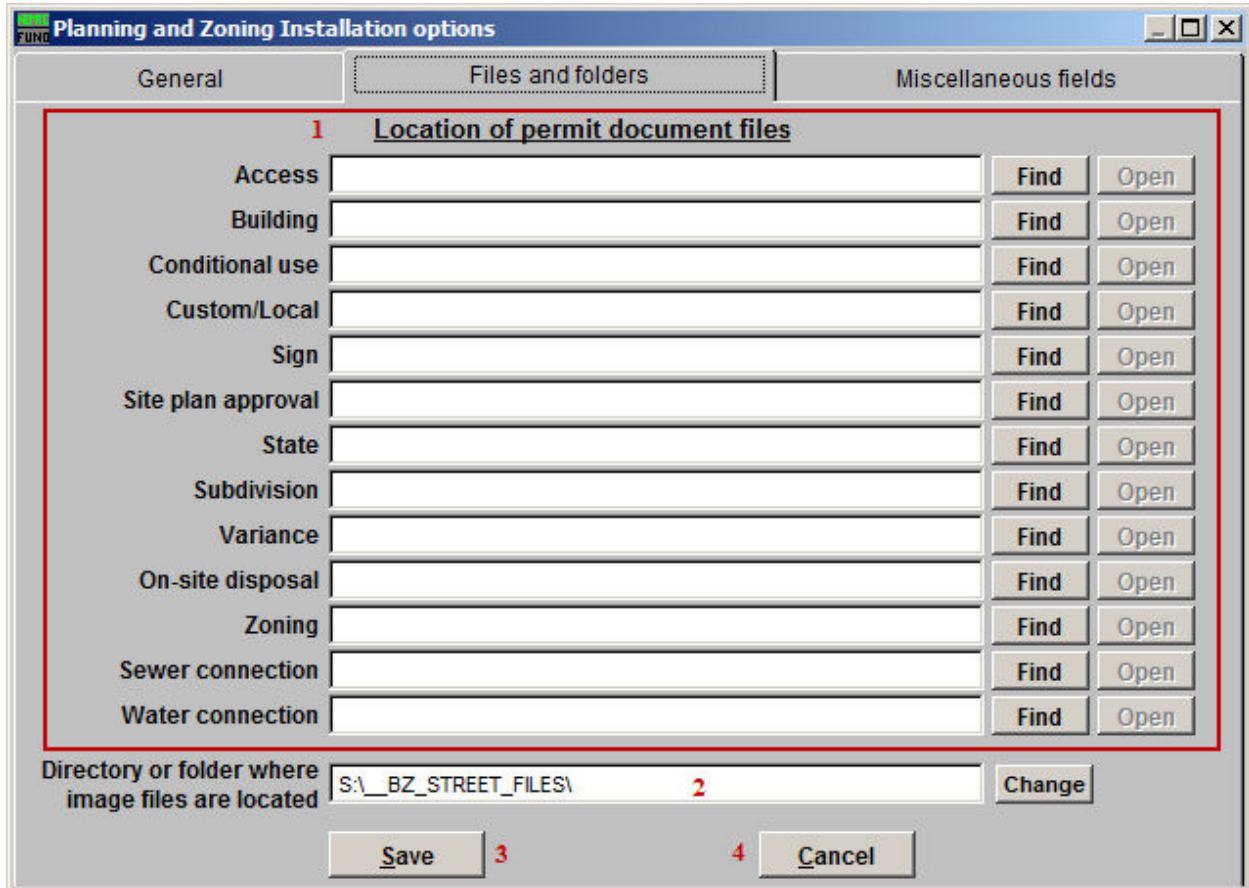 NEMRC
FUND Planning and Zoning Installation options
General Files and folders Miscellaneous fields
1 Location of permit document files
Access Find Open
Building Find Open
Conditional use Find Open
Custom/Local Find Open
Sign Find Open
Site plan approval Find Open
State Find Open
Subdivision Find Open
Variance Find Open
On-site disposal Find Open
Zoning Find Open
Sewer connection Find Open
Water connection Find Open
Directory or folder where
image files are located S:\__BZ_STREET_FILES\ 2 Change
Save 3 4 Cancel